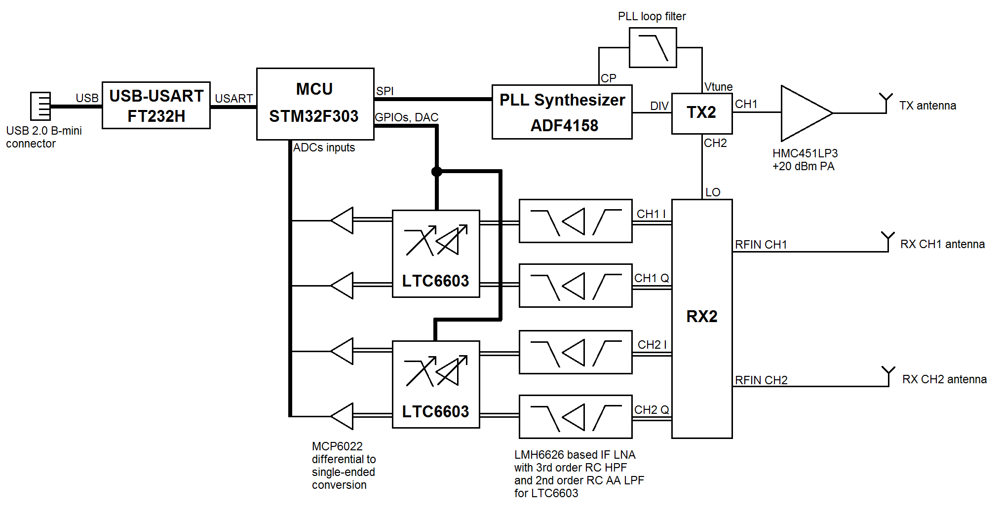 PLL loop filter
CP
Vtune
USB
USB-USART
FT232H
USART
MCU
STM32F303
SPI
GPIOs, DAC
ADCs inputs
PLL Synthesizer
ADF4158
DIV
TX2
CH1
CH2
TX antenna
USB 2.0 B-mini
connector
HMC451LP3
+20 dBm PA
LO
CH1 I
RFIN CH1
RX CH1 antenna
LTC6603
CH1 Q
RX2
CH2 I
RFIN CH2
RX CH2 antenna
LTC6603
CH2 Q
MCP6022
differential to
single-ended
conversion
LMH6626 based IF LNA
with 3rd order RC HPF
and 2nd order RC AA LPF
for LTC6603